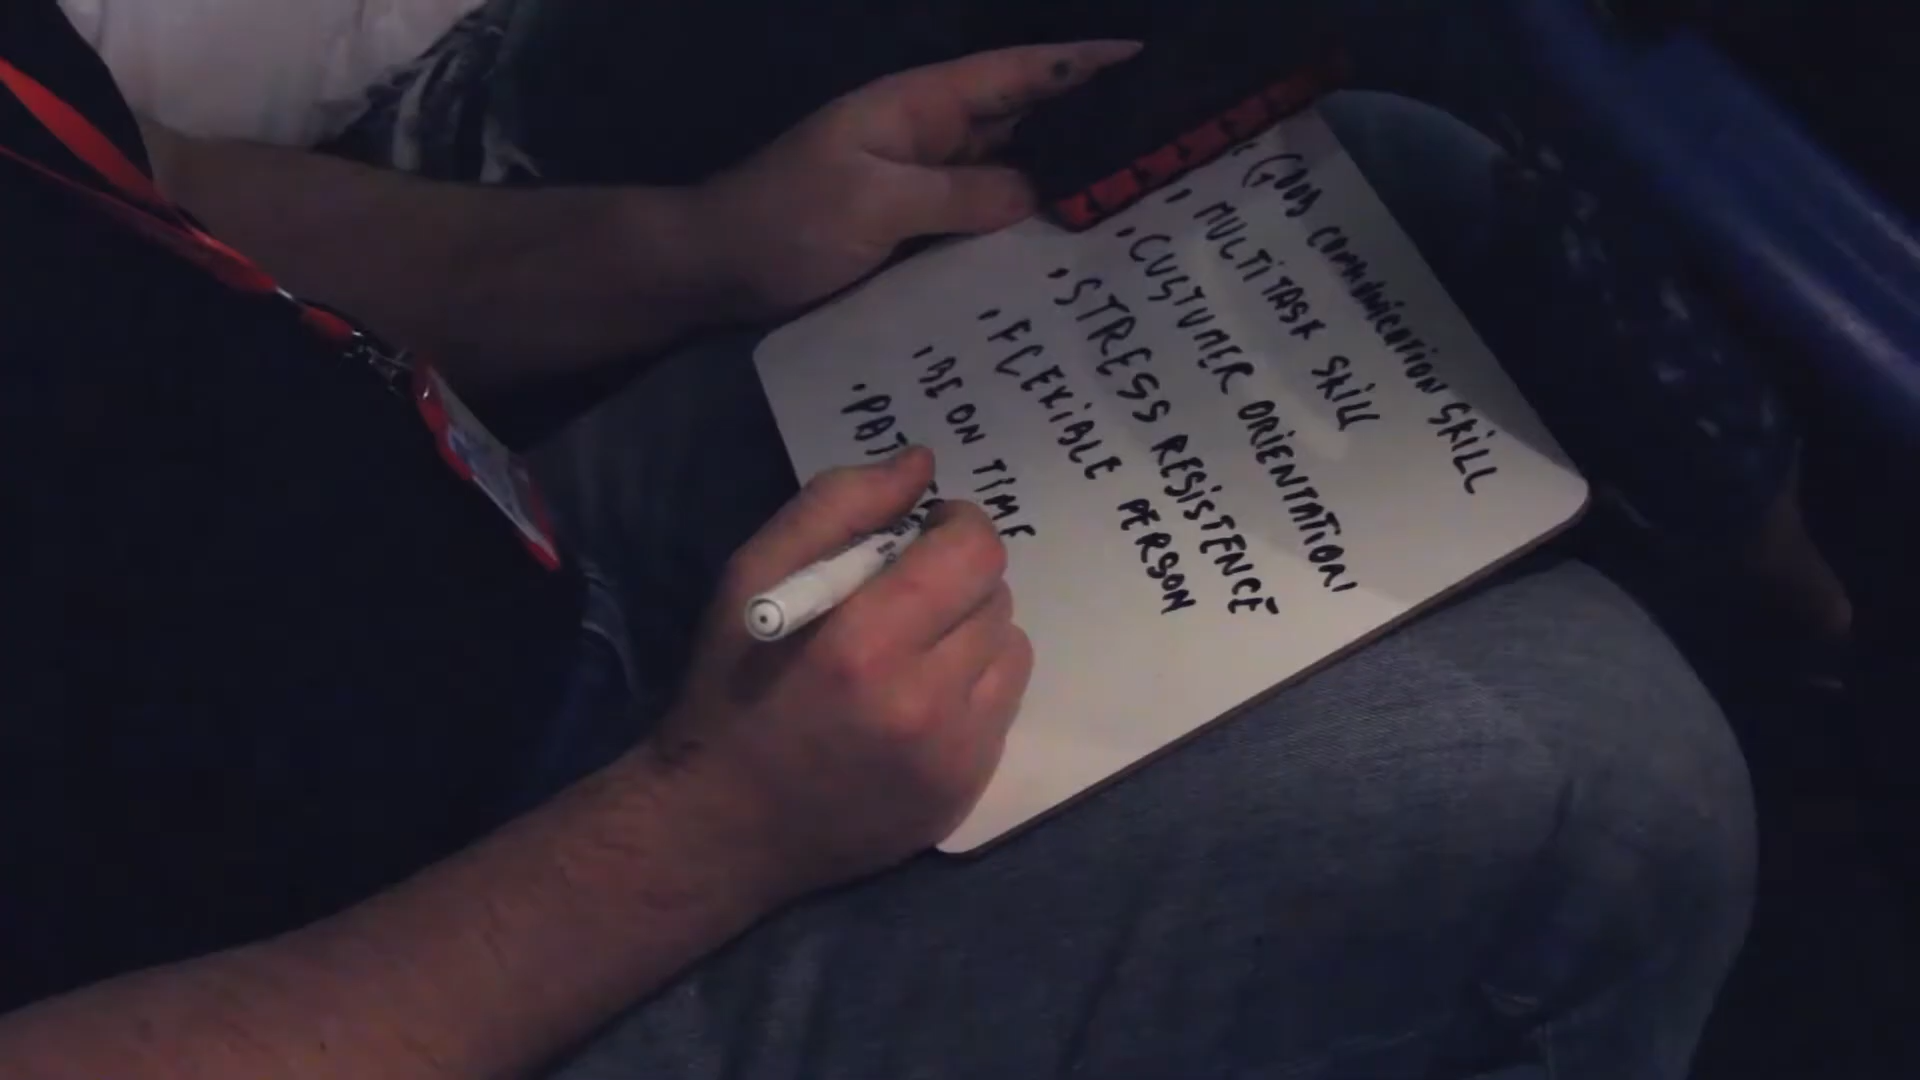 Good communication skill
MULTITASK SKILL
CUSTUMER ORIENTATION
STRESS RESISTENCE
FLEXIBLE PERSON
BE ON TIME